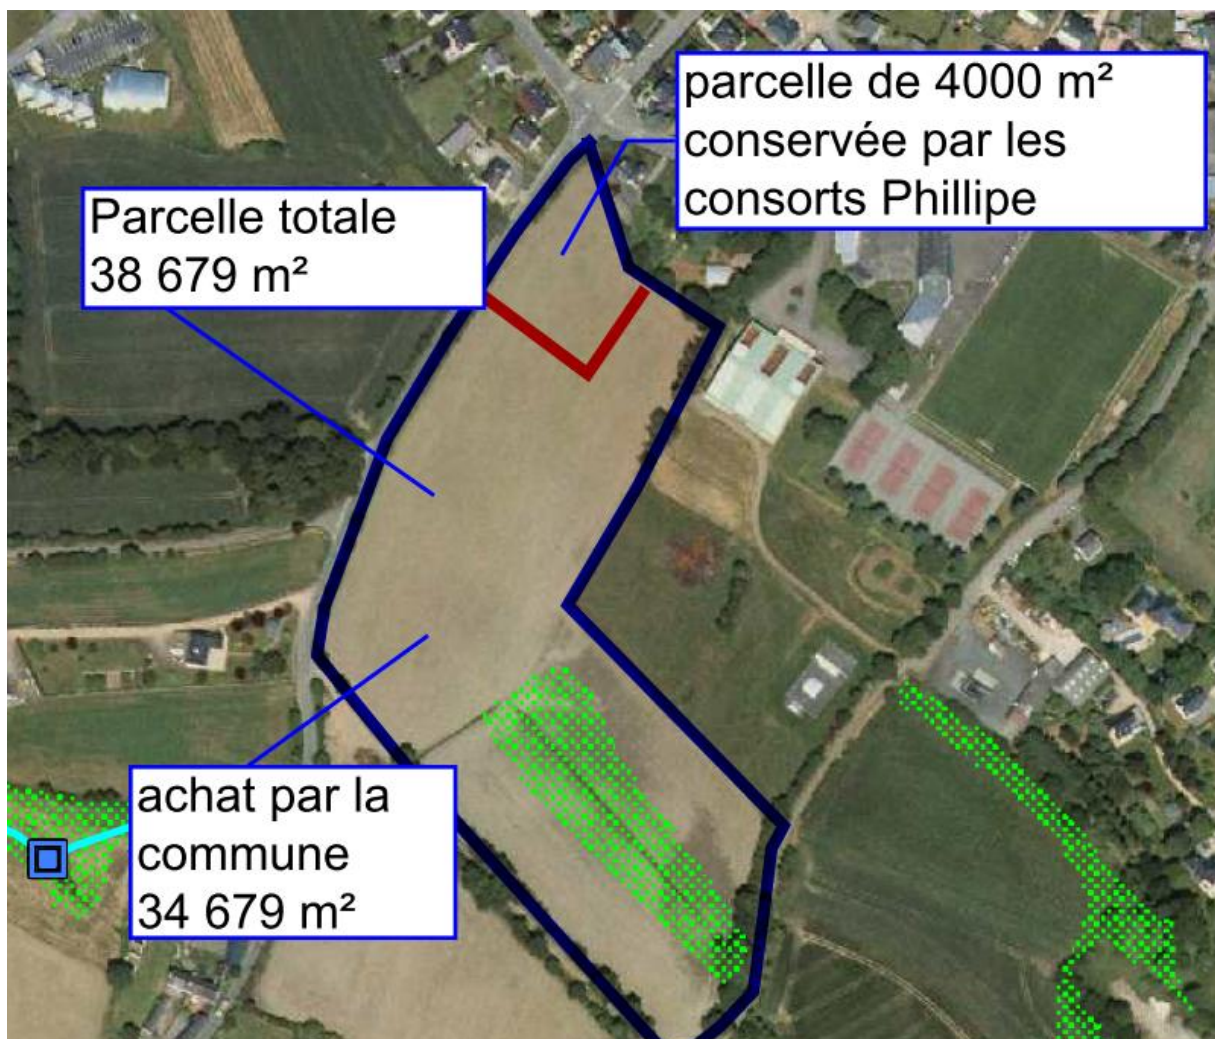 parcelle de 4000 m²
conservée par les
consorts Phillipe
Parcelle totale
38 679 m²
achat par la
commune
34 679 m²